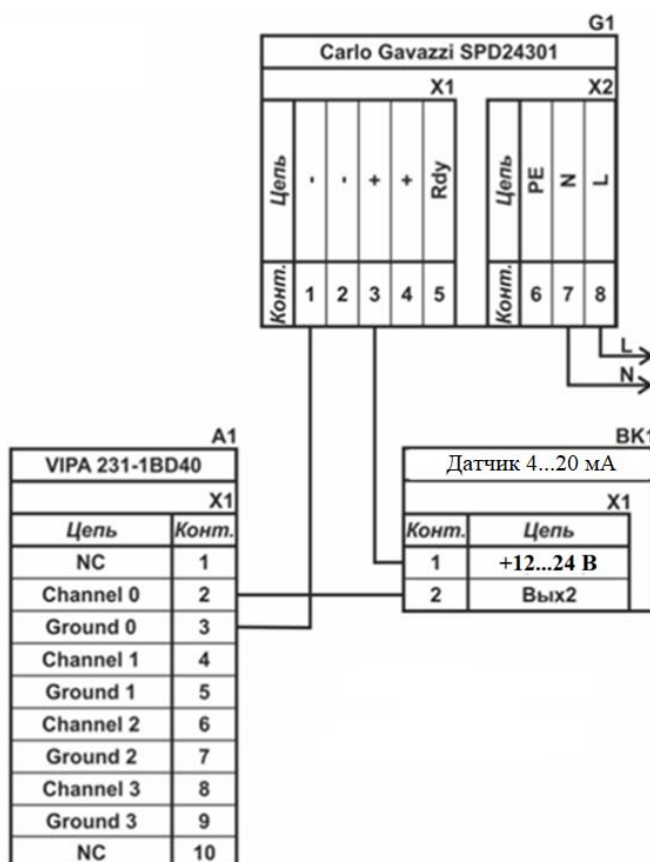 G1
Carlo Gavazzi SPD24301
X1 X2
Цепь - - + + Rdy Цепь PE N L
Конт. 1 2 3 4 5 Конт. 6 7 8
L
N
A1
VIPA 231-1BD40
X1
Цепь Конт.
NC 1
Channel 0 2
Ground 0 3
Channel 1 4
Ground 1 5
Channel 2 6
Ground 2 7
Channel 3 8
Ground 3 9
NC 10
BK1
Датчик 4...20 мА
X1
Конт. Цепь
1 +12...24 В
2 Вых2